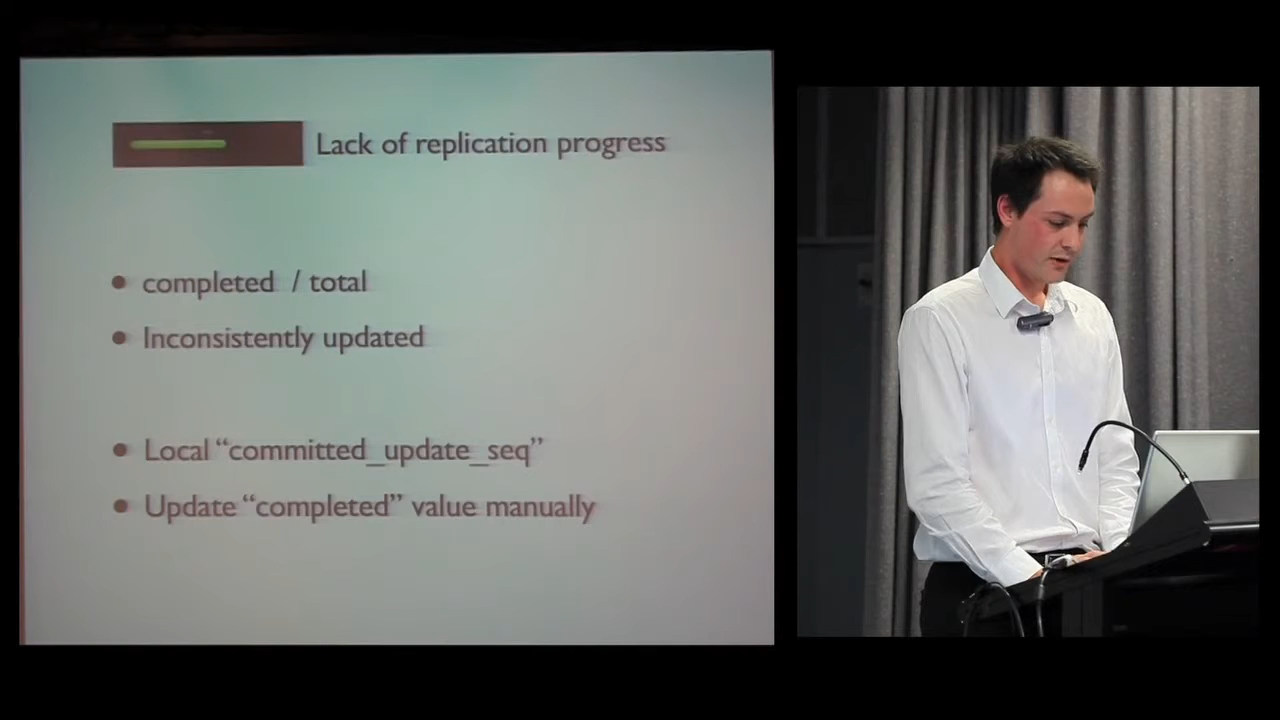 Lack of replication progress
completed / total
Inconsistently updated
Local “committed_update_seq”
Update “completed” value manually